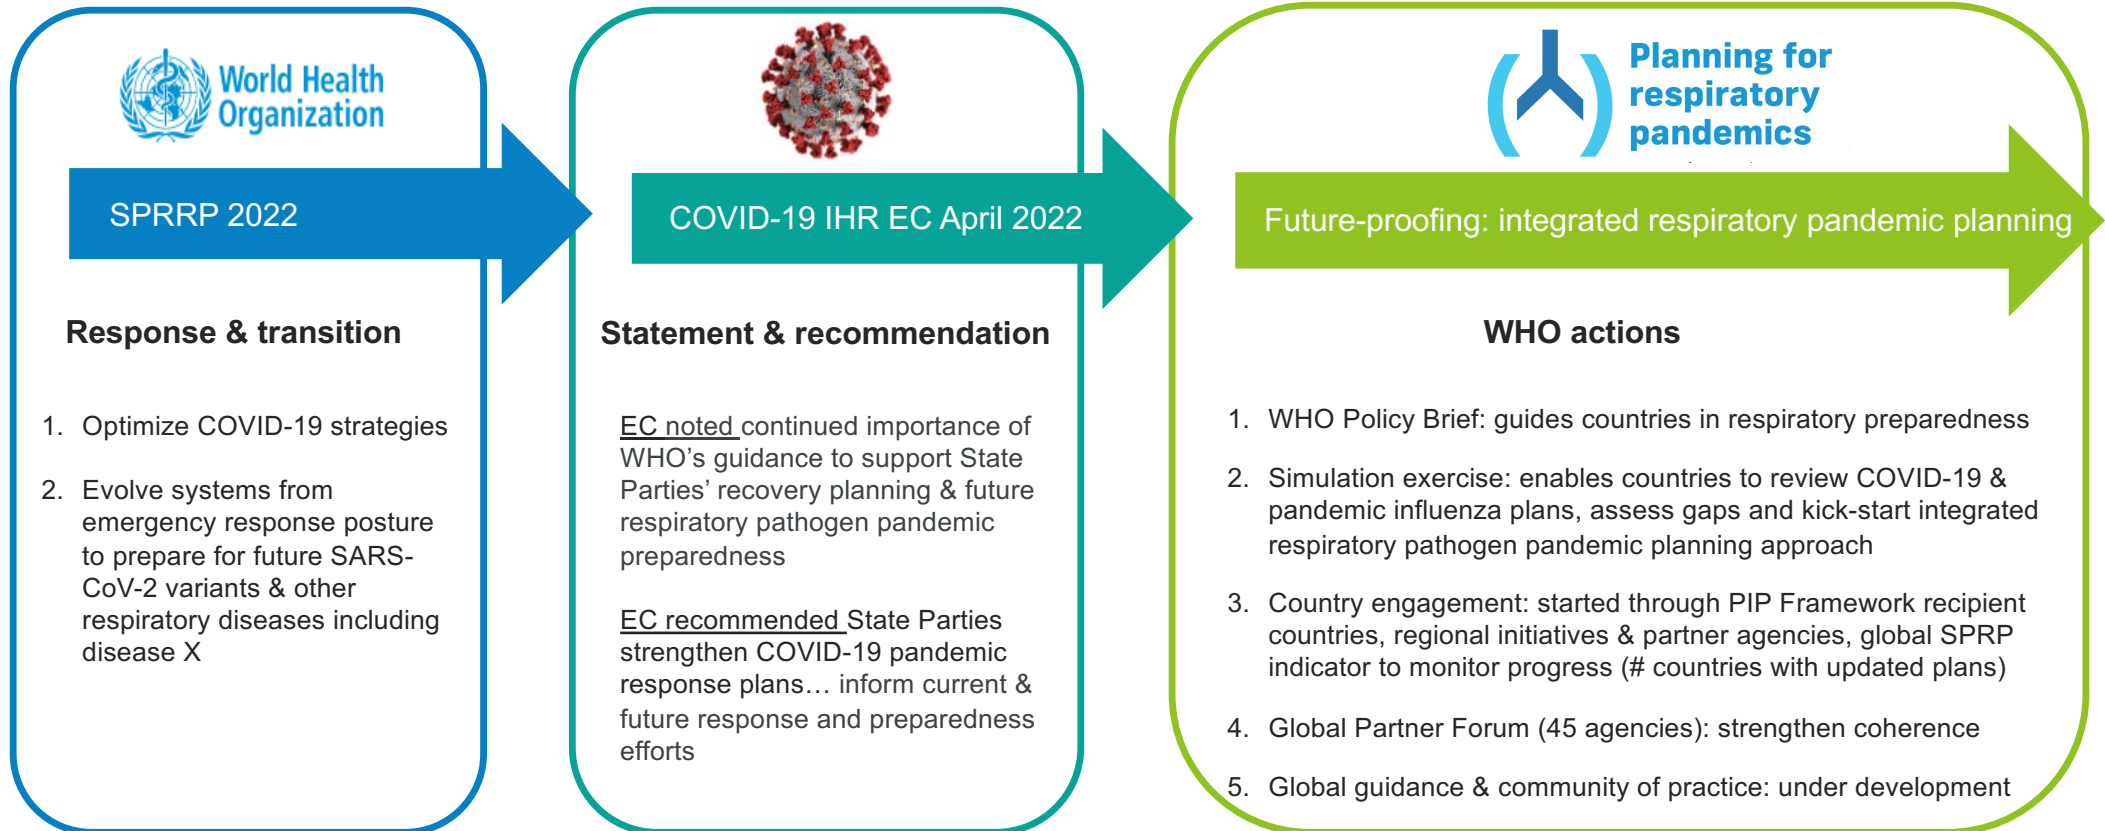 World Health
Organization
SPRRP 2022
Response & transition
1. Optimize COVID-19 strategies
2. Evolve systems from
emergency response posture
to prepare for future SARS-
CoV-2 variants & other
respiratory diseases including
disease X
COVID-19 IHR EC April 2022
Statement & recommendation
EC noted continued importance of
WHO’s guidance to support State
Parties’ recovery planning & future
respiratory pathogen pandemic
preparedness
EC recommended State Parties
strengthen COVID-19 pandemic
response plans… inform current &
future response and preparedness
efforts
Planning for
respiratory
pandemics
Future-proofing: integrated respiratory pandemic planning
WHO actions
1. WHO Policy Brief: guides countries in respiratory preparedness
2. Simulation exercise: enables countries to review COVID-19 &
pandemic influenza plans, assess gaps and kick-start integrated
respiratory pathogen pandemic planning approach
3. Country engagement: started through PIP Framework recipient
countries, regional initiatives & partner agencies, global SPRP
indicator to monitor progress (# countries with updated plans)
4. Global Partner Forum (45 agencies): strengthen coherence
5. Global guidance & community of practice: under development